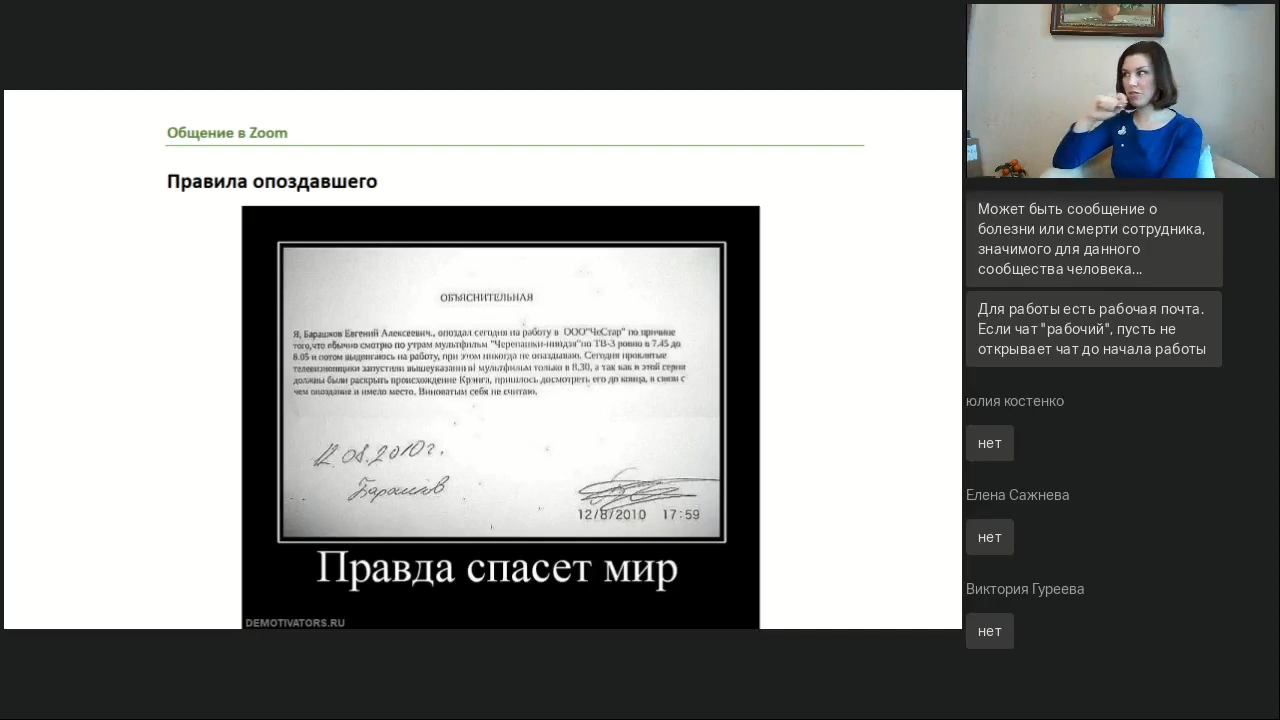 Общение в Zoom
Правила опоздавшего
ОБЪЯСНИТЕЛЬНАЯ
Я, Барашков Евгений Алексеевич., опоздал сегодня на работу в ООО"ЧеСтар" по причине
того,что обычно смотрю по утрам мультфильм "Черепашки-ниндзя"по ТВ-3 ровно в 7.45 до
8.05 и потом выдвигаюсь на работу, при этом никогда не опаздываю. Сегодня проклятые
телевизионщики запустили вышеуказанный мультфильм только в 8.30, а так как в этой серии
должны были раскрыть происхождение Крэнга, пришлось досмотреть его до конца, в связи с
чем опоздание и имело место. Виноватым себя не считаю.
12.08.2010г.
Барашков
12/8/2010 17:59
Правда спасет мир
DEMOTIVATORS.RU
Может быть сообщение о
болезни или смерти сотрудника,
значимого для данного
сообщества человека...
Для работы есть рабочая почта.
Если чат "рабочий", пусть не
открывает чат до начала работы
юлия костенко
нет
Елена Сажнева
нет
Виктория Гуреева
нет